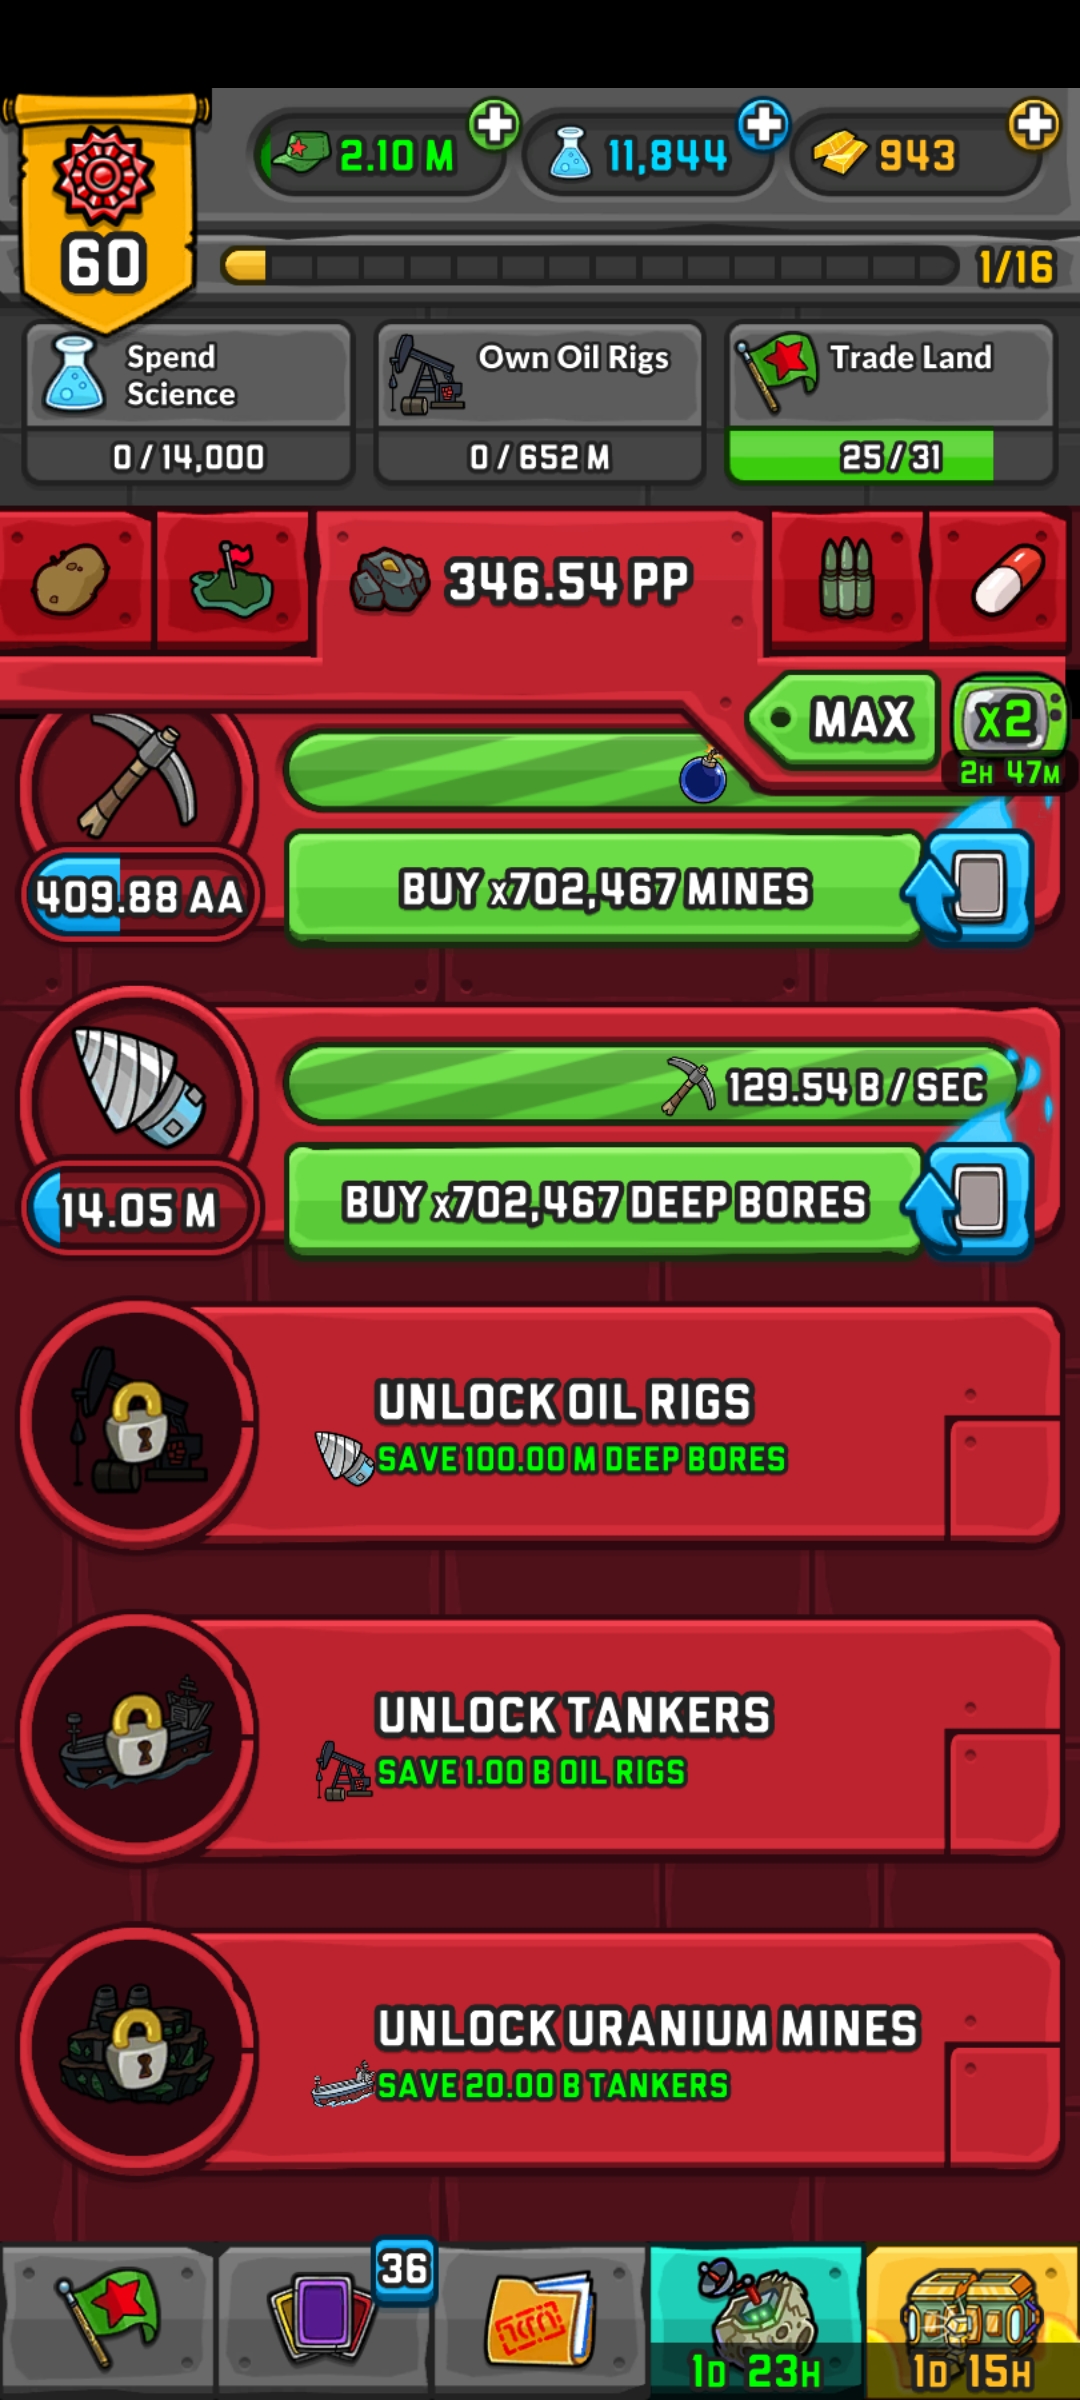 60
2.10 M
11,844
943
1/16
Spend
Science
0/14,000
Own Oil Rigs
0/652 M
Trade Land
25/31
346.54 PP
MAX
x2
2H 47M
409.88 AA
BUY x702,467 MINES
129.54 B / SEC
14.05 M
BUY x702,467 DEEP BORES
UNLOCK OIL RIGS
SAVE 100.00 M DEEP BORES
UNLOCK TANKERS
SAVE 1.00 B OIL RIGS
UNLOCK URANIUM MINES
SAVE 20.00 B TANKERS
36
1D 23H
1D 15H